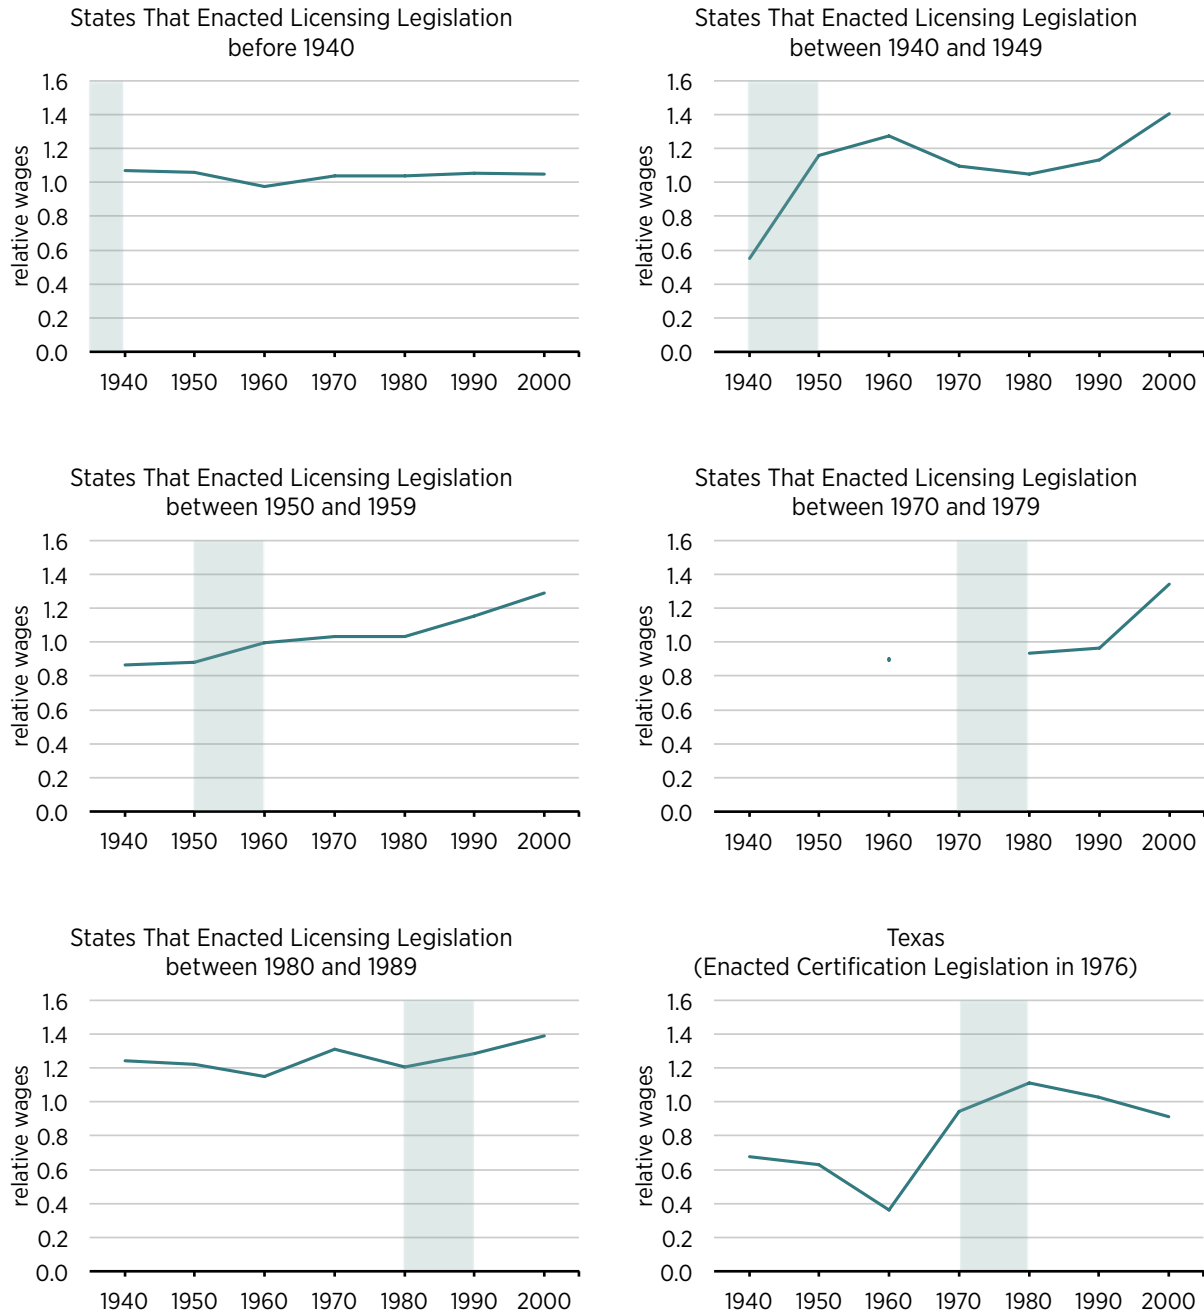 States That Enacted Licensing Legislation
before 1940
1.6
1.4
1.2
1.0
0.8
0.6
0.4
0.2
0.0
relative wages
1940 1950 1960 1970 1980 1990 2000
States That Enacted Licensing Legislation
between 1940 and 1949
1.6
1.4
1.2
1.0
0.8
0.6
0.4
0.2
0.0
relative wages
1940 1950 1960 1970 1980 1990 2000
States That Enacted Licensing Legislation
between 1950 and 1959
1.6
1.4
1.2
1.0
0.8
0.6
0.4
0.2
0.0
relative wages
1940 1950 1960 1970 1980 1990 2000
States That Enacted Licensing Legislation
between 1970 and 1979
1.6
1.4
1.2
1.0
0.8
0.6
0.4
0.2
0.0
relative wages
1940 1950 1960 1970 1980 1990 2000
States That Enacted Licensing Legislation
between 1980 and 1989
1.6
1.4
1.2
1.0
0.8
0.6
0.4
0.2
0.0
relative wages
1940 1950 1960 1970 1980 1990 2000
Texas
(Enacted Certification Legislation in 1976)
1.6
1.4
1.2
1.0
0.8
0.6
0.4
0.2
0.0
relative wages
1940 1950 1960 1970 1980 1990 2000